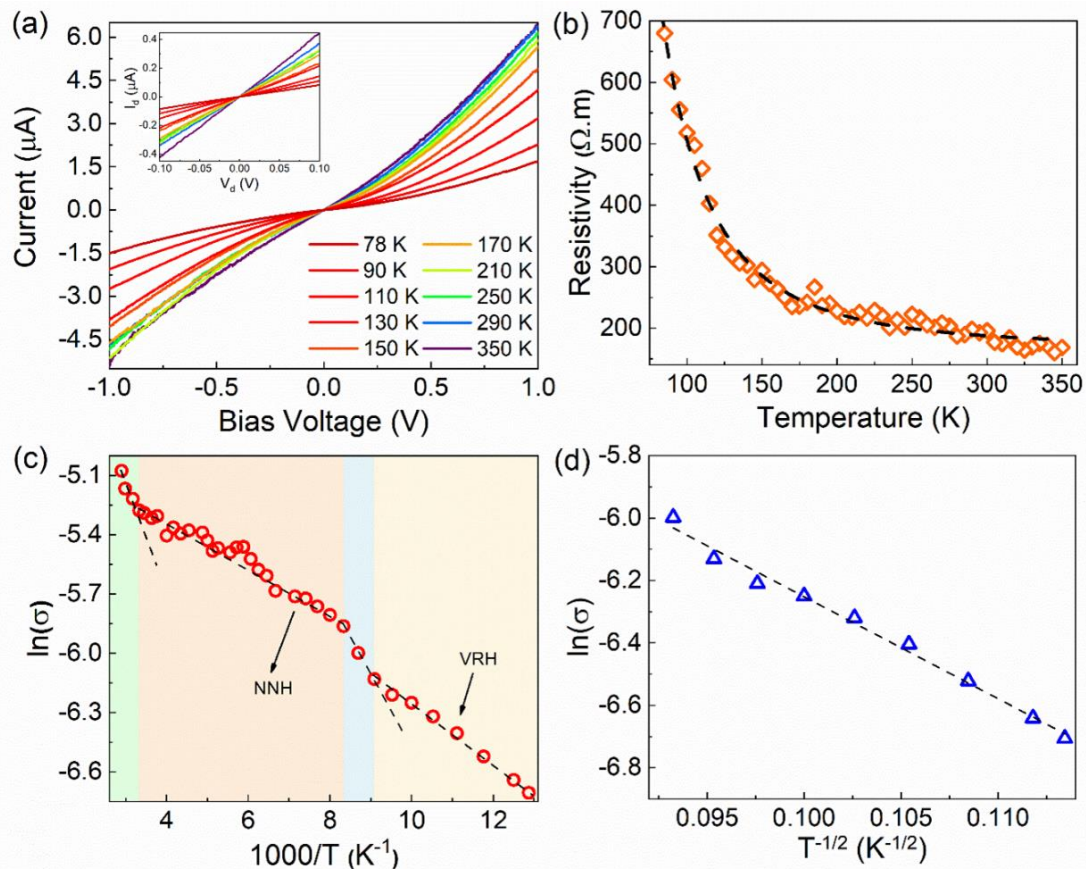 (a)
6.0
4.5
3.0
1.5
0.0
-1.5
-3.0
-4.5
Current (μA)
-1.0 -0.5 0.0 0.5 1.0
Bias Voltage (V)
0.4
0.2
0.0
-0.2
-0.4
I_d (μA)
-0.10 -0.05 0.00 0.05 0.10
V_d (V)
78 K 170 K
90 K 210 K
110 K 250 K
130 K 290 K
150 K 350 K
(b)
700
600
500
400
300
200
Resistivity (Ω.m)
100 150 200 250 300 350
Temperature (K)
(c)
-5.1
-5.4
-5.7
-6.0
-6.3
-6.6
ln(σ)
NNH
VRH
4 6 8 10 12
1000/T (K⁻¹)
(d)
-5.8
-6.0
-6.2
-6.4
-6.6
-6.8
ln(σ)
0.095 0.100 0.105 0.110
T⁻¹ᐟ² (K⁻¹ᐟ²)